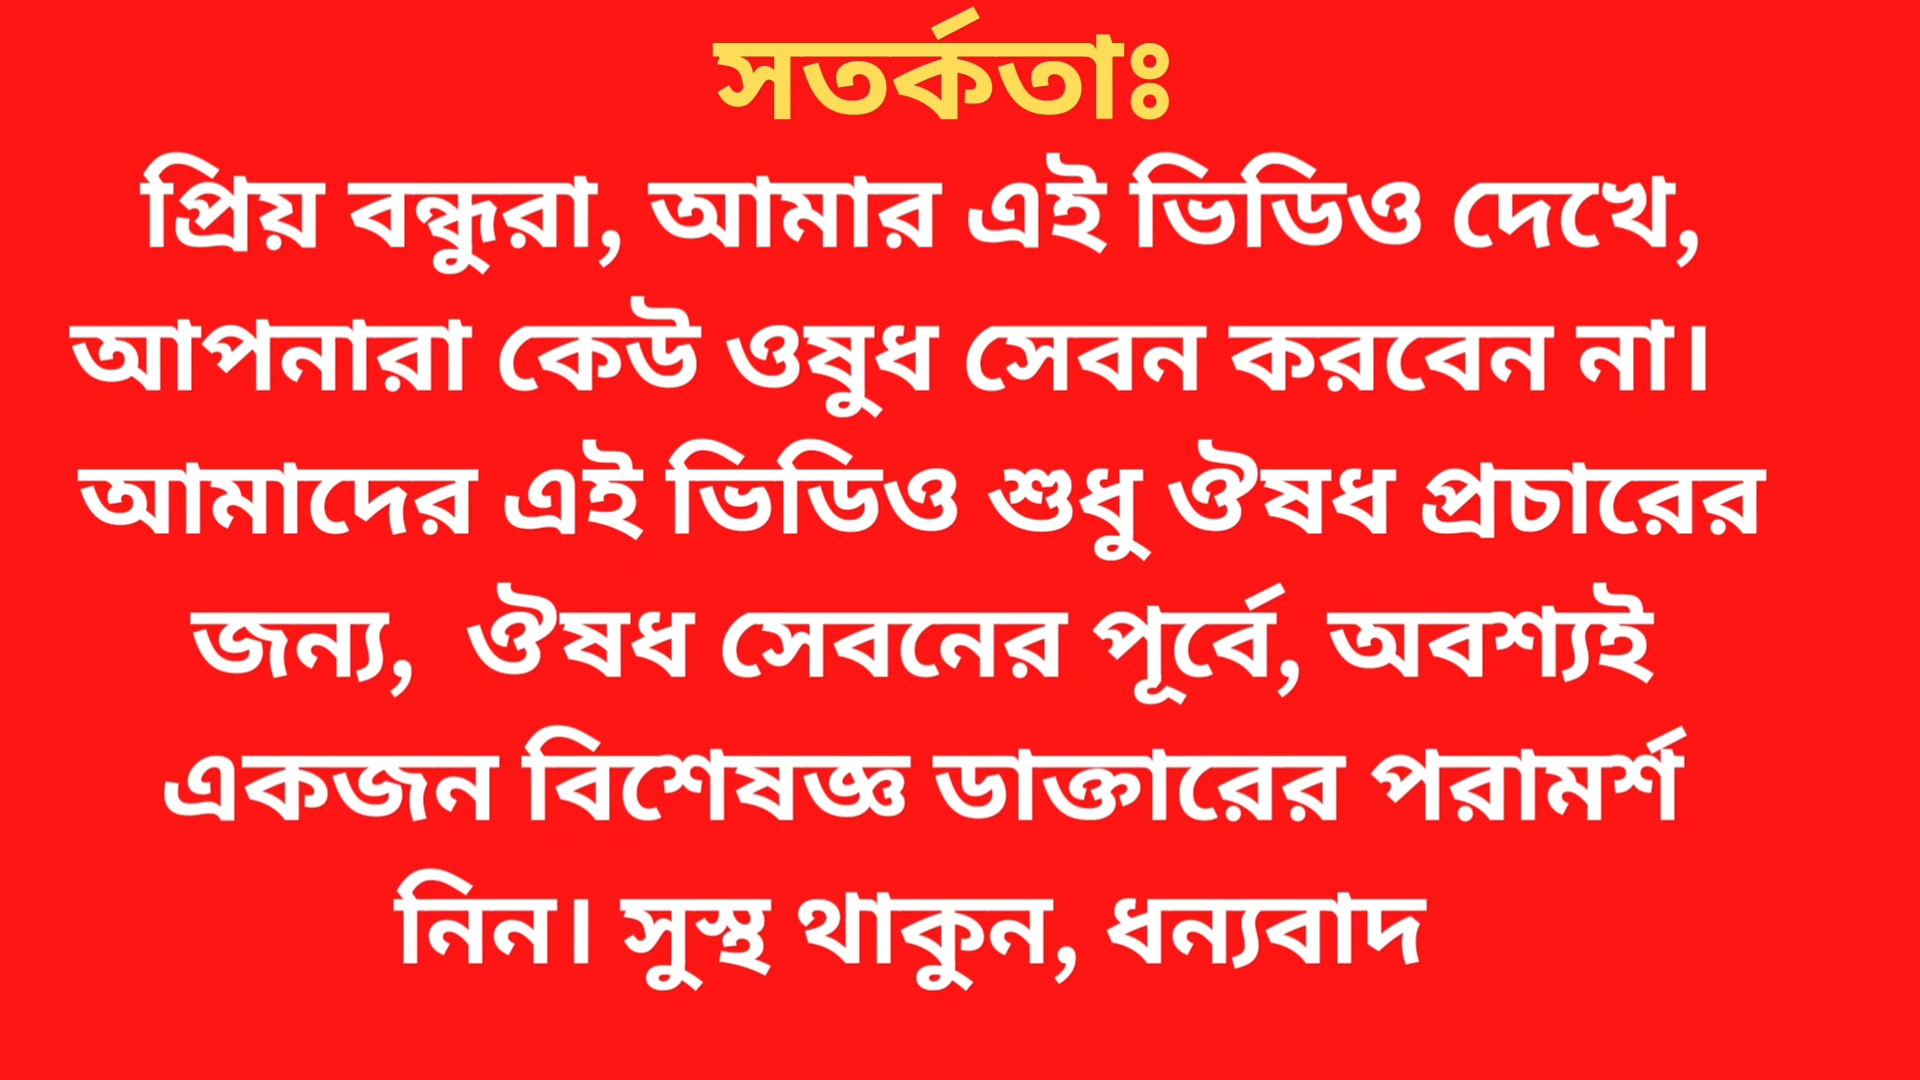 সতর্কতাঃ
প্রিয় বন্ধুরা, আমার এই ভিডিও দেখে,
আপনারা কেউ ওষুধ সেবন করবেন না।
আমাদের এই ভিডিও শুধু ঔষধ প্রচারের
জন্য, ঔষধ সেবনের পূর্বে, অবশ্যই
একজন বিশেষজ্ঞ ডাক্তারের পরামর্শ
নিন। সুস্থ থাকুন, ধন্যবাদ